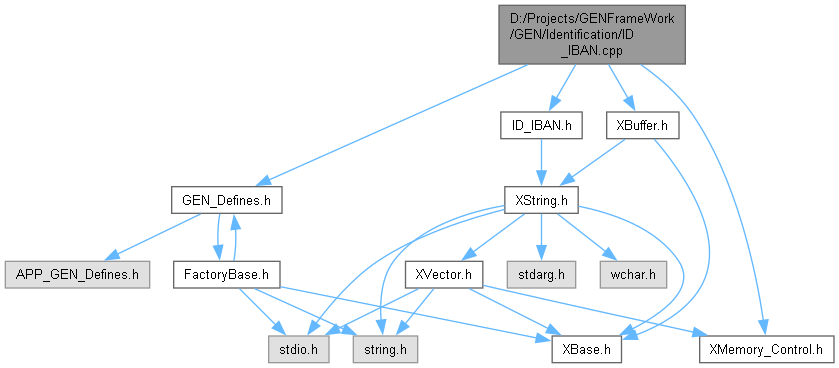 D:/Projects/GENFrameWork
/GEN/Identification/ID
_IBAN.cpp
ID_IBAN.h
XBuffer.h
GEN_Defines.h
XString.h
APP_GEN_Defines.h
FactoryBase.h
XVector.h
stdarg.h
wchar.h
stdio.h
string.h
XBase.h
XMemory_Control.h